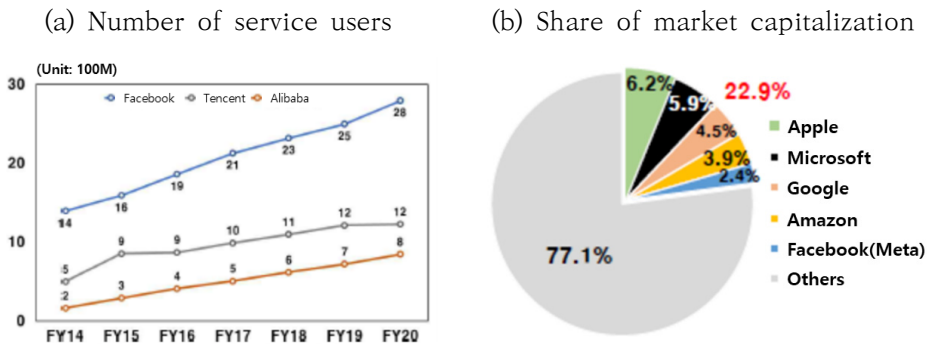 (a) Number of service users
(Unit: 100M)
30
20
10
0
Facebook Tencent Alibaba
14 16 19 21 23 25 28
5 9 9 10 11 12 12
2 3 4 5 6 7 8
FY14 FY15 FY16 FY17 FY18 FY19 FY20
(b) Share of market capitalization
6.2%
5.9%
22.9%
4.5%
3.9%
2.4%
77.1%
Apple
Microsoft
Google
Amazon
Facebook(Meta)
Others